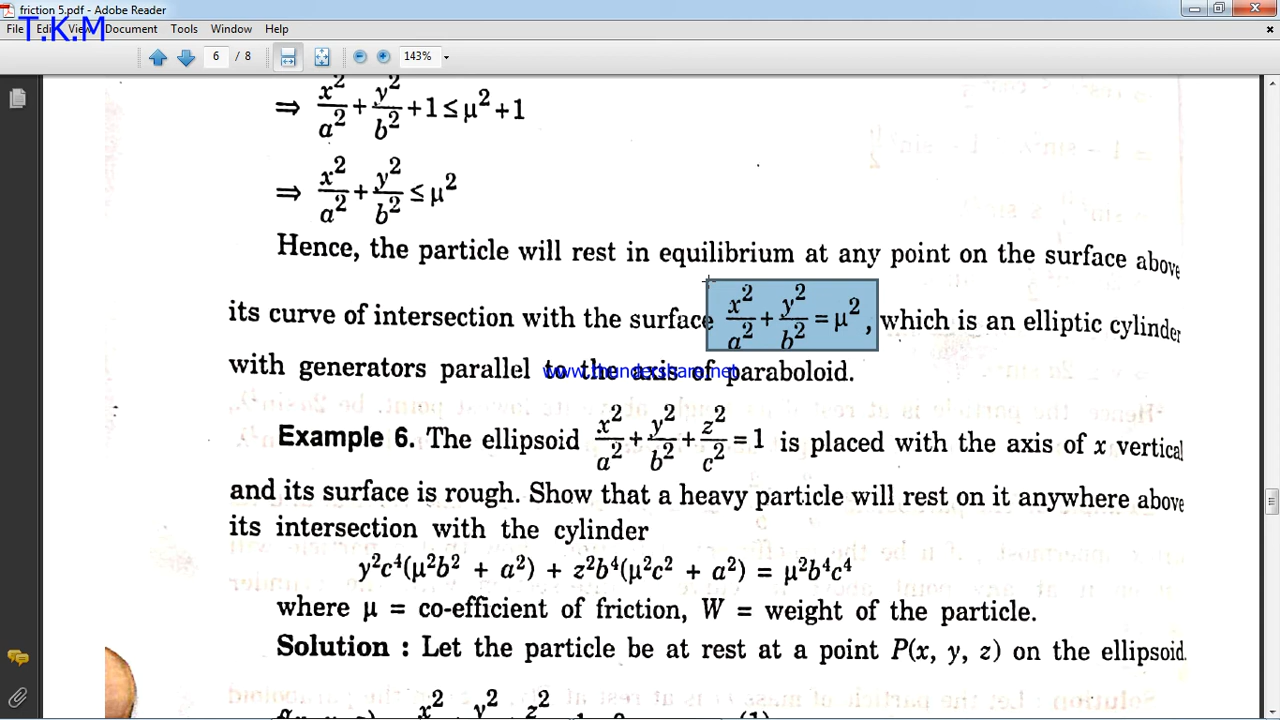 friction 5.pdf - Adobe Reader
File Edit View Document Tools Window Help
T.K.M
6 / 8 143%
⇒ x²/a² + y²/b² + 1 ≤ μ² + 1
⇒ x²/a² + y²/b² ≤ μ²
Hence, the particle will rest in equilibrium at any point on the surface above
its curve of intersection with the surface x²/a² + y²/b² = μ², which is an elliptic cylinder
with generators parallel to the axis of paraboloid.
www.thundershare.net
Example 6. The ellipsoid x²/a² + y²/b² + z²/c² = 1 is placed with the axis of x vertical
and its surface is rough. Show that a heavy particle will rest on it anywhere above
its intersection with the cylinder
y²c⁴(μ²b² + a²) + z²b⁴(μ²c² + a²) = μ²b⁴c⁴
where μ = co-efficient of friction, W = weight of the particle.
Solution : Let the particle be at rest at a point P(x, y, z) on the ellipsoid
x² y² z²